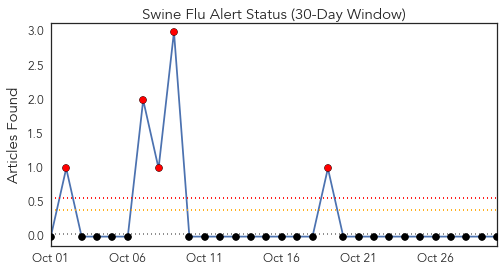 Swine Flu Alert Status (30-Day Window)
Articles Found
3.0
2.5
2.0
1.5
1.0
0.5
0.0
Oct 01 Oct 06 Oct 11 Oct 16 Oct 21 Oct 26